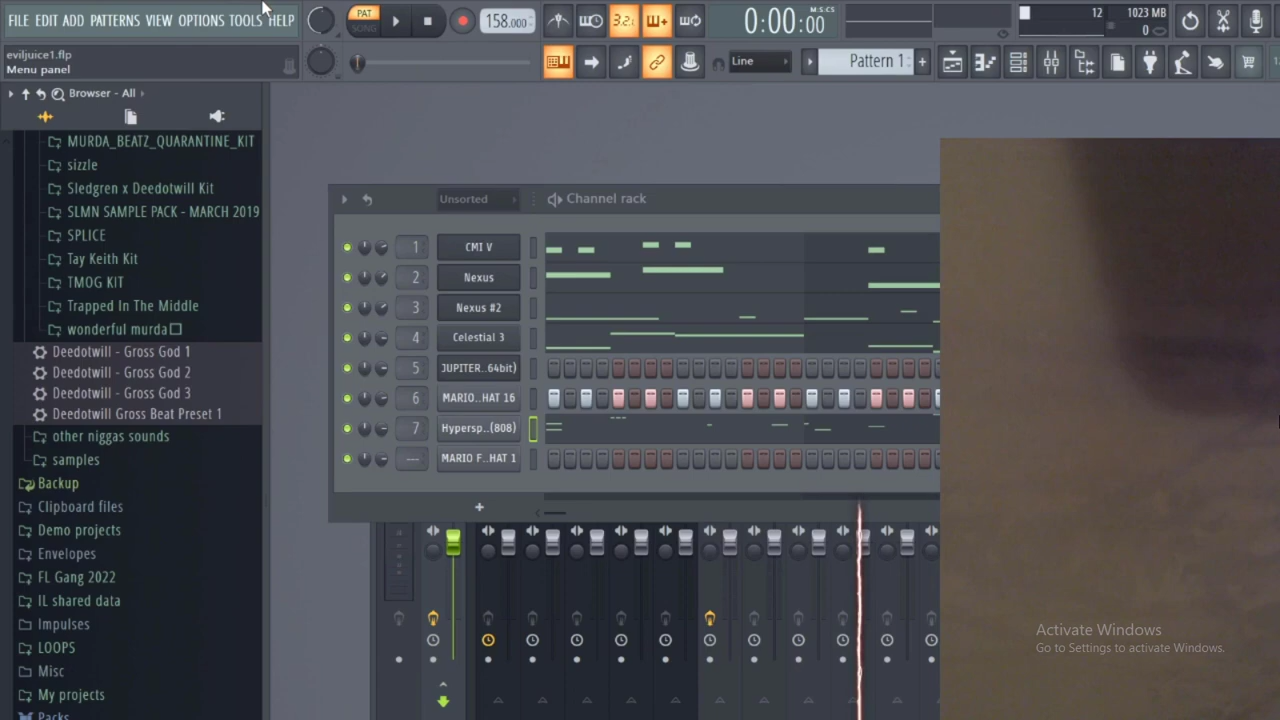 FILE EDIT ADD PATTERNS VIEW OPTIONS TOOLS HELP
PAT
SONG
158.000
3.2.
0:00:00
M:S:CS
12
1023 MB
0
eviljuice1.flp
Menu panel
Line
Pattern 1
Browser - All
MURDA_BEATZ_QUARANTINE_KIT
sizzle
Sledgren x Deedotwill Kit
SLMN SAMPLE PACK - MARCH 2019
SPLICE
Tay Keith Kit
TMOG KIT
Trapped In The Middle
wonderful murda
Deedotwill - Gross God 1
Deedotwill - Gross God 2
Deedotwill - Gross God 3
Deedotwill Gross Beat Preset 1
other niggas sounds
samples
Backup
Clipboard files
Demo projects
Envelopes
FL Gang 2022
IL shared data
Impulses
LOOPS
Misc
My projects
Packs
Unsorted
Channel rack
1 CMI V
2 Nexus
3 Nexus #2
4 Celestial 3
5 JUPITER..64bit)
6 MARIO..HAT 16
7 Hypersp..(808)
--- MARIO F..HAT 1
Activate Windows
Go to Settings to activate Windows.